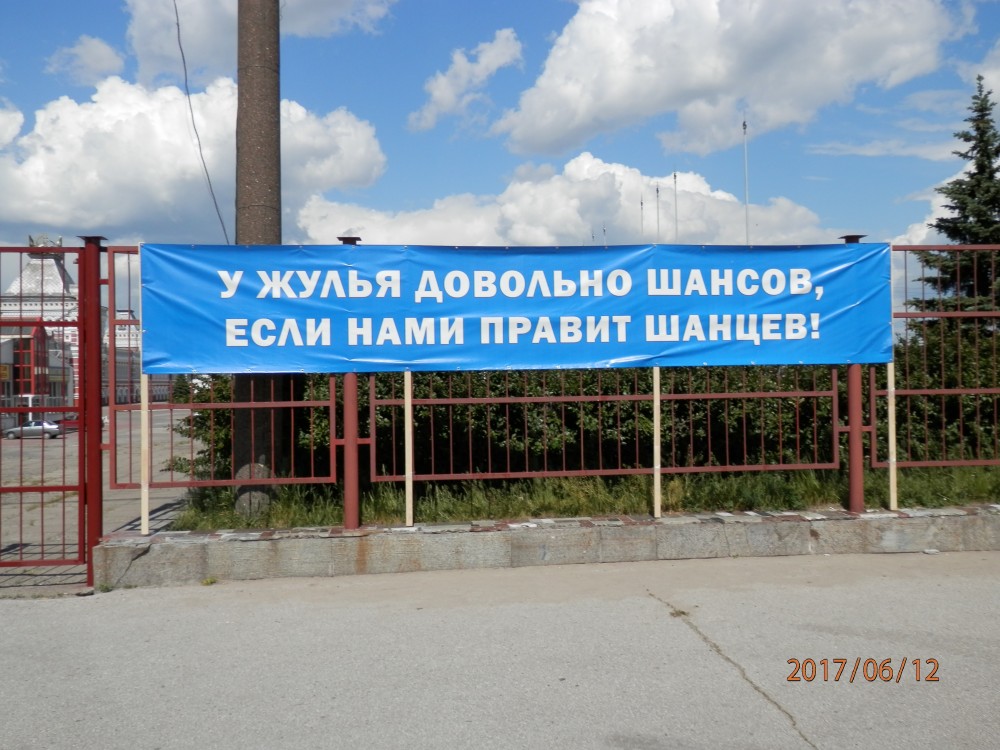 У ЖУЛЬЯ ДОВОЛЬНО ШАНСОВ,
ЕСЛИ НАМИ ПРАВИТ ШАНЦЕВ!
2017/06/12